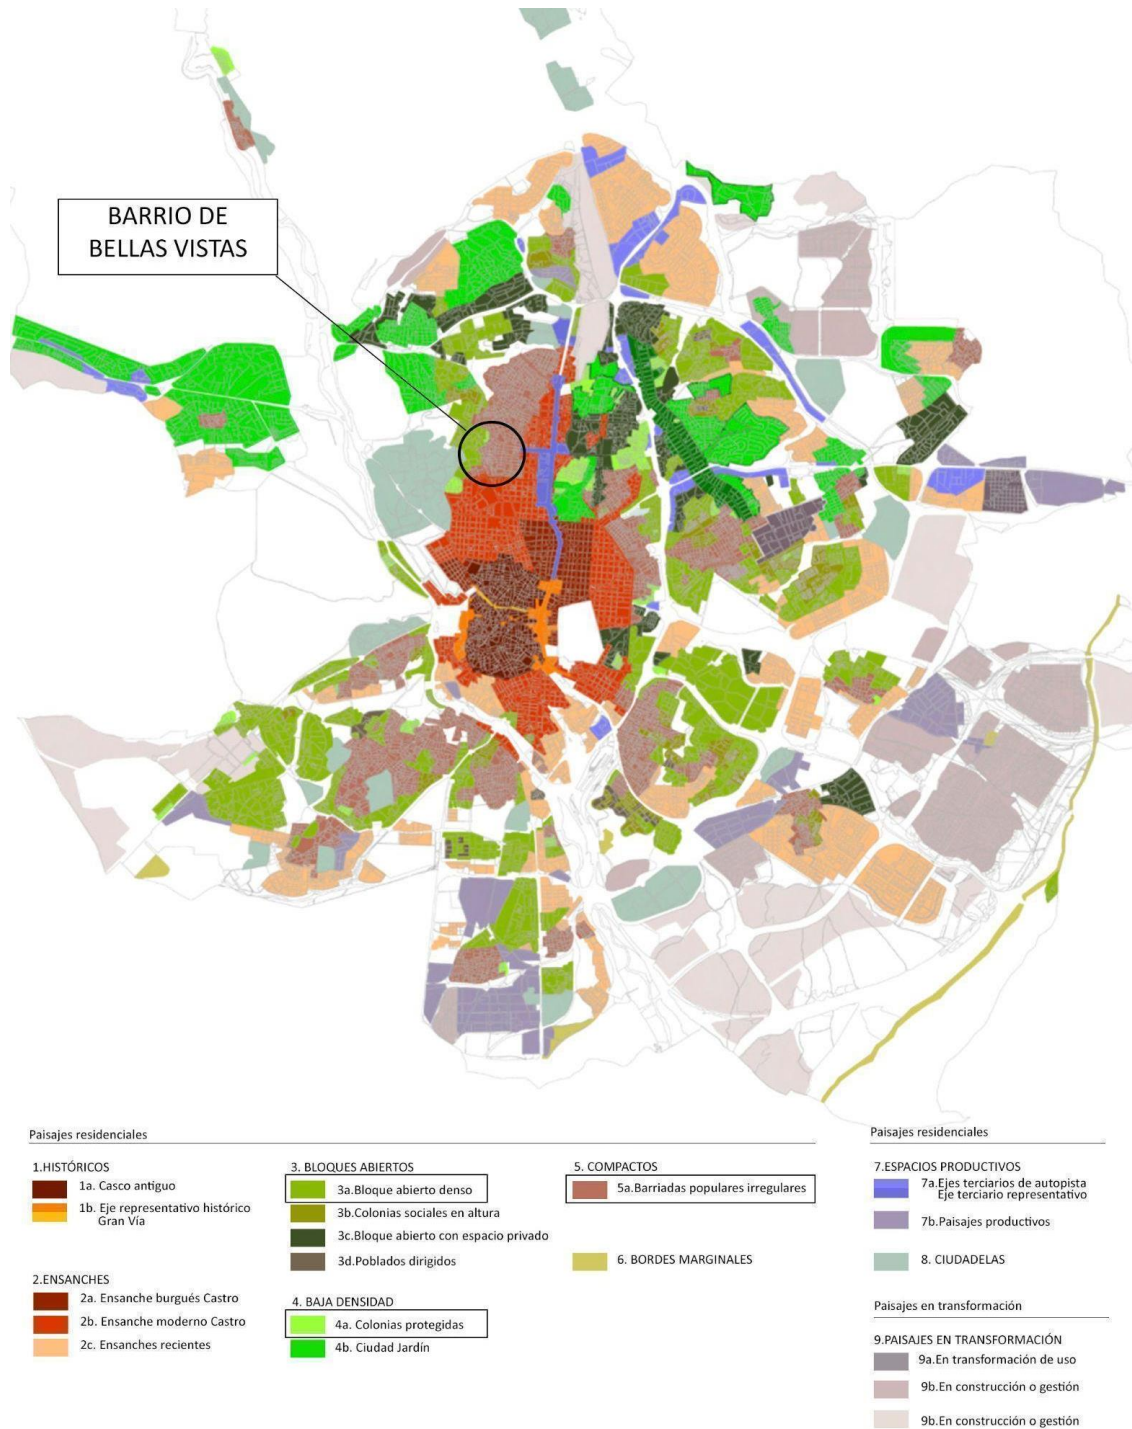 BARRIO DE
BELLAS VISTAS
Paisajes residenciales
1.HISTÓRICOS
1a. Casco antiguo
1b. Eje representativo histórico
Gran Vía
2.ENSANCHES
2a. Ensanche burgués Castro
2b. Ensanche moderno Castro
2c. Ensanches recientes
3. BLOQUES ABIERTOS
3a.Bloque abierto denso
3b.Colonias sociales en altura
3c.Bloque abierto con espacio privado
3d.Poblados dirigidos
4. BAJA DENSIDAD
4a. Colonias protegidas
4b. Ciudad Jardín
5. COMPACTOS
5a.Barriadas populares irregulares
6. BORDES MARGINALES
Paisajes residenciales
7.ESPACIOS PRODUCTIVOS
7a.Ejes terciarios de autopista
Eje terciario representativo
7b.Paisajes productivos
8. CIUDADELAS
Paisajes en transformación
9.PAISAJES EN TRANSFORMACIÓN
9a.En transformación de uso
9b.En construcción o gestión
9b.En construcción o gestión